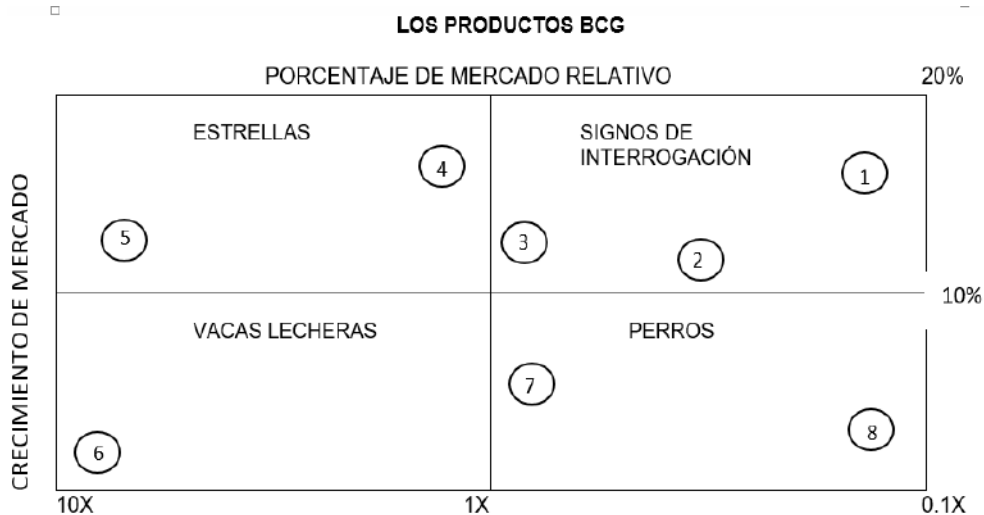 LOS PRODUCTOS BCG
PORCENTAJE DE MERCADO RELATIVO
20%
ESTRELLAS
SIGNOS DE
INTERROGACIÓN
4
1
5
3
2
CRECIMIENTO DE MERCADO
10%
VACAS LECHERAS
PERROS
7
8
6
10X
1X
0.1X